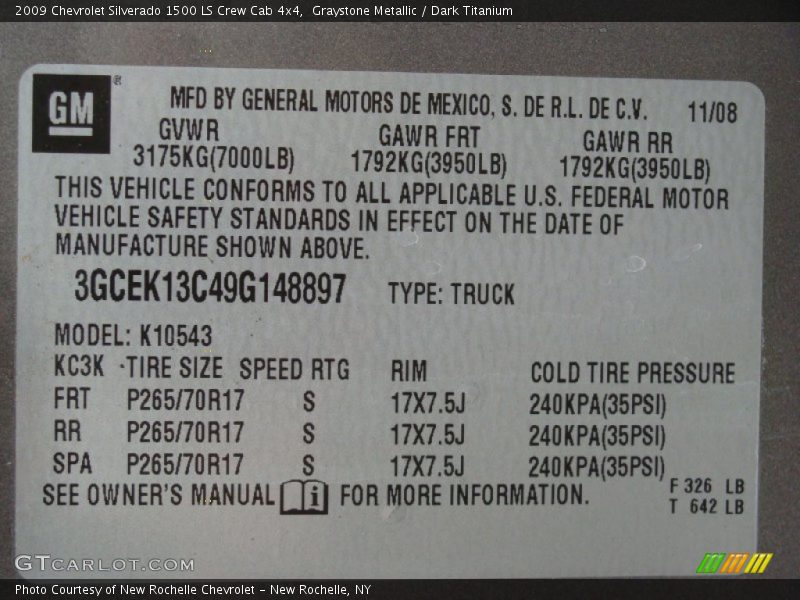 2009 Chevrolet Silverado 1500 LS Crew Cab 4x4,  Graystone Metallic / Dark Titanium
GM ®
MFD BY GENERAL MOTORS DE MEXICO, S. DE R.L. DE C.V. 11/08
GVWR GAWR FRT GAWR RR
3175KG(7000LB) 1792KG(3950LB) 1792KG(3950LB)
THIS VEHICLE CONFORMS TO ALL APPLICABLE U.S. FEDERAL MOTOR
VEHICLE SAFETY STANDARDS IN EFFECT ON THE DATE OF
MANUFACTURE SHOWN ABOVE.
3GCEK13C49G148897 TYPE: TRUCK
MODEL: K10543
KC3K TIRE SIZE SPEED RTG RIM COLD TIRE PRESSURE
FRT P265/70R17 S 17X7.5J 240KPA(35PSI)
RR P265/70R17 S 17X7.5J 240KPA(35PSI)
SPA P265/70R17 S 17X7.5J 240KPA(35PSI)
SEE OWNER'S MANUAL i FOR MORE INFORMATION.
F 326 LB
T 642 LB
GTCARLOT.COM
Photo Courtesy of New Rochelle Chevrolet - New Rochelle, NY